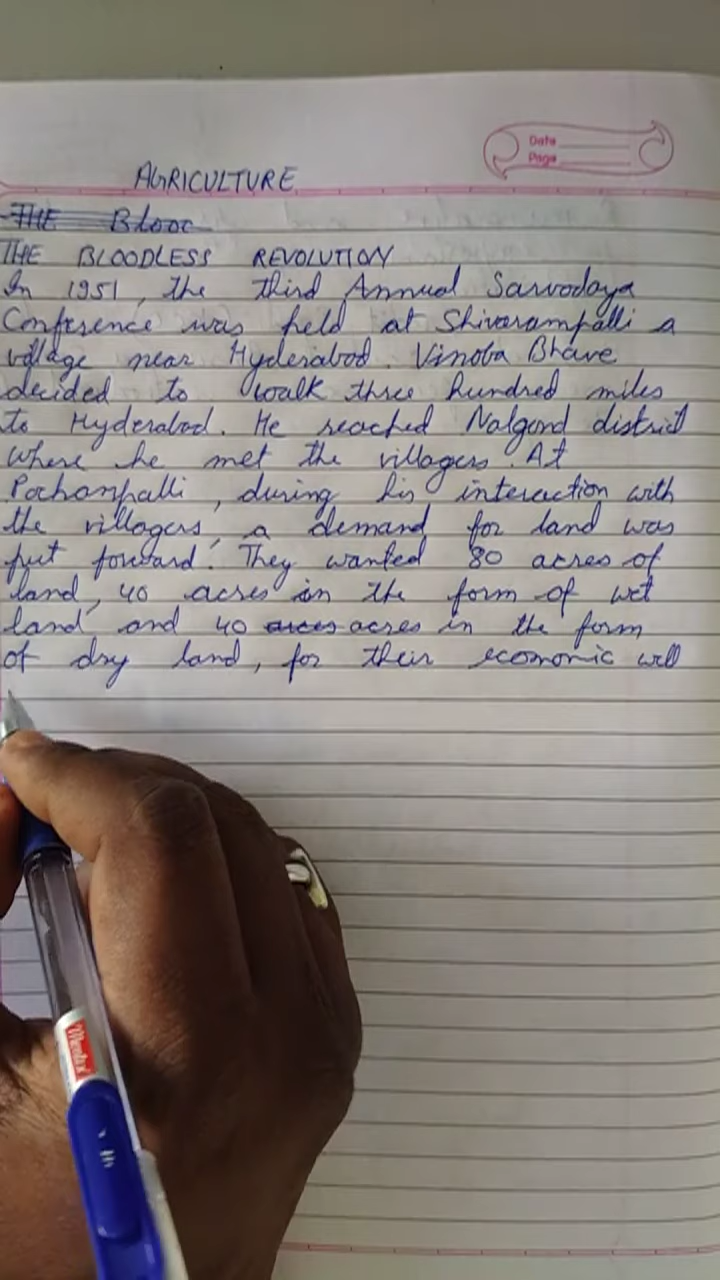 Date
Page
AGRICULTURE
THE Blooc
THE BLOODLESS REVOLUTION
In 1951, the third Annual Sarvodaya
Conference was held at Shivarampalli a
village near Hyderabad. Vinoba Bhave
decided to walk three hundred miles
to Hyderabad. He reached Nalgond district
where he met the villagers. At
Pochampalli, during his interaction with
the villagers, a demand for land was
put forward. They wanted 80 acres of
land, 40 acres in the form of wet
land and 40 acres acres in the form
of dry land, for their economic well
Montex